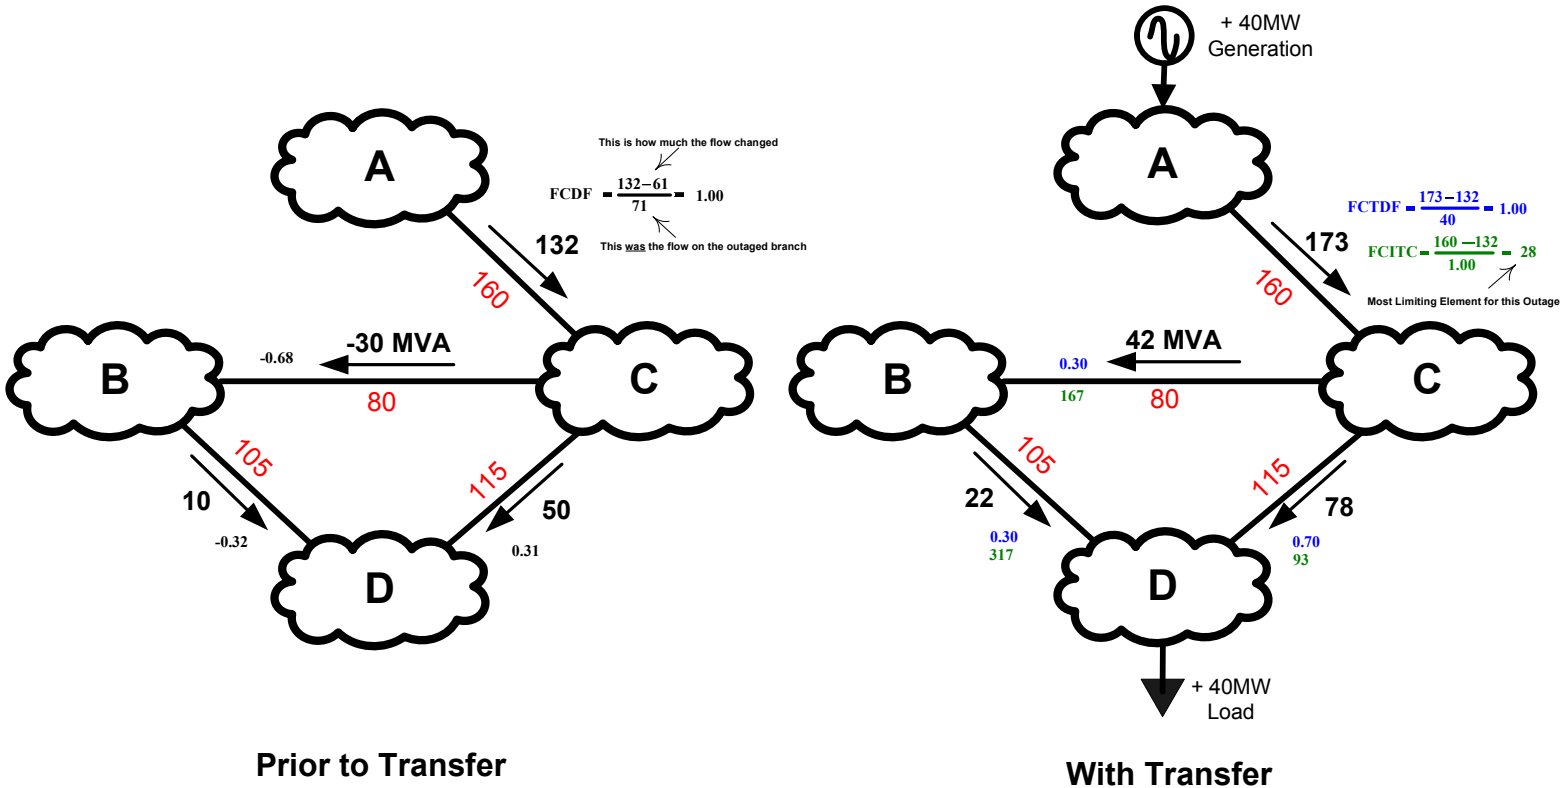 A
This is how much the flow changed
FCDF = 132–61 / 71 = 1.00
This was the flow on the outaged branch
132
160
-30 MVA
-0.68
B
C
80
105
115
10
50
-0.32
0.31
D
Prior to Transfer
+ 40MW
Generation
A
FCTDF = 173–132 / 40 = 1.00
FCITC = 160 –132 / 1.00 = 28
Most Limiting Element for this Outage
173
160
42 MVA
0.30
B
C
167
80
105
115
22
78
0.30
317
0.70
93
D
+ 40MW
Load
With Transfer